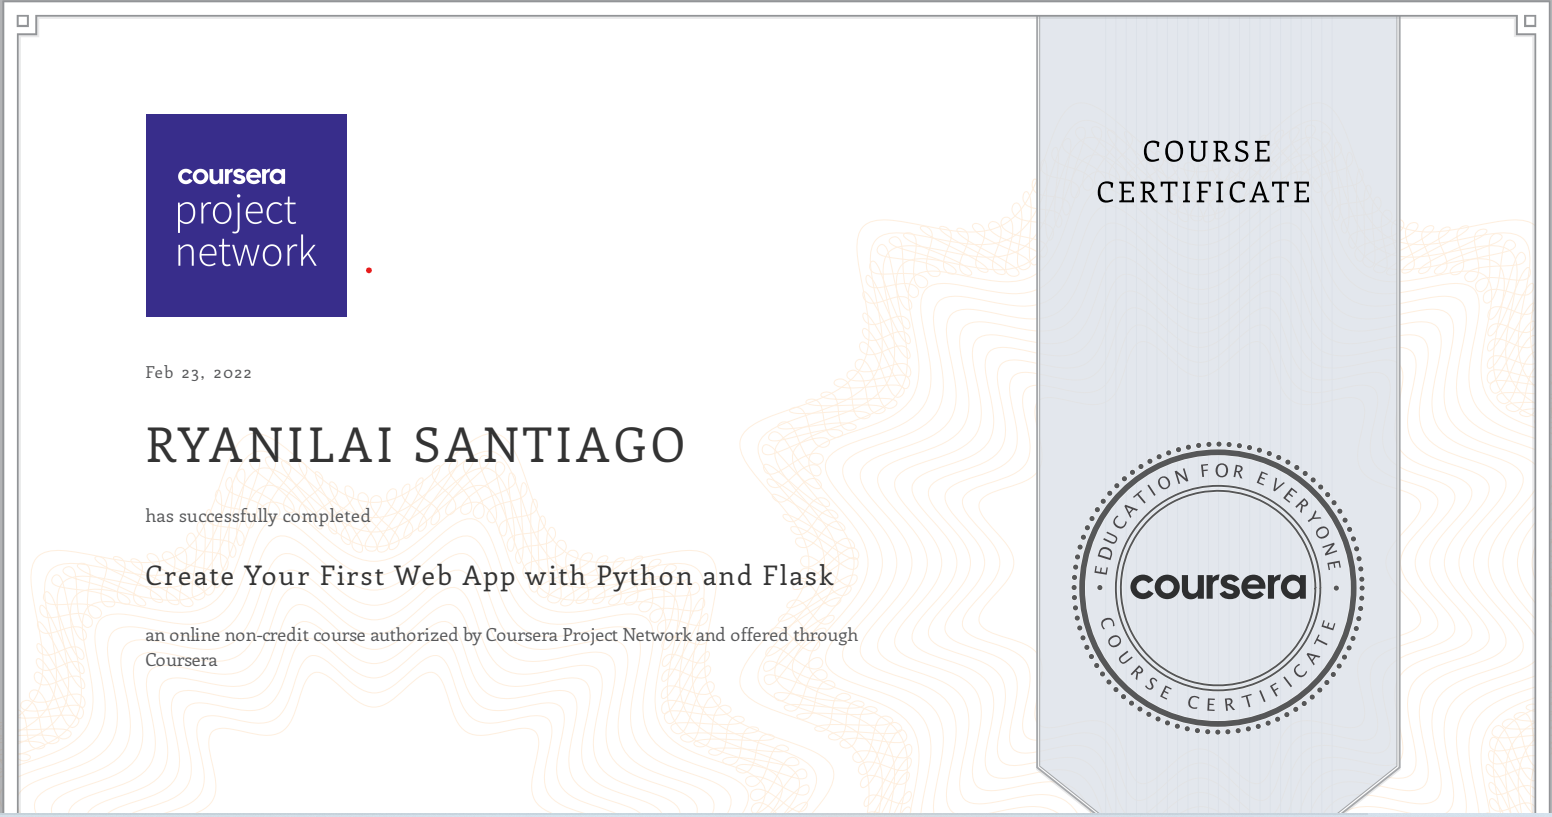 coursera
project
network
Feb 23, 2022
RYANILAI SANTIAGO
has successfully completed
Create Your First Web App with Python and Flask
an online non-credit course authorized by Coursera Project Network and offered through
Coursera
COURSE
CERTIFICATE
EDUCATION FOR EVERYONE
coursera
COURSE CERTIFICATE